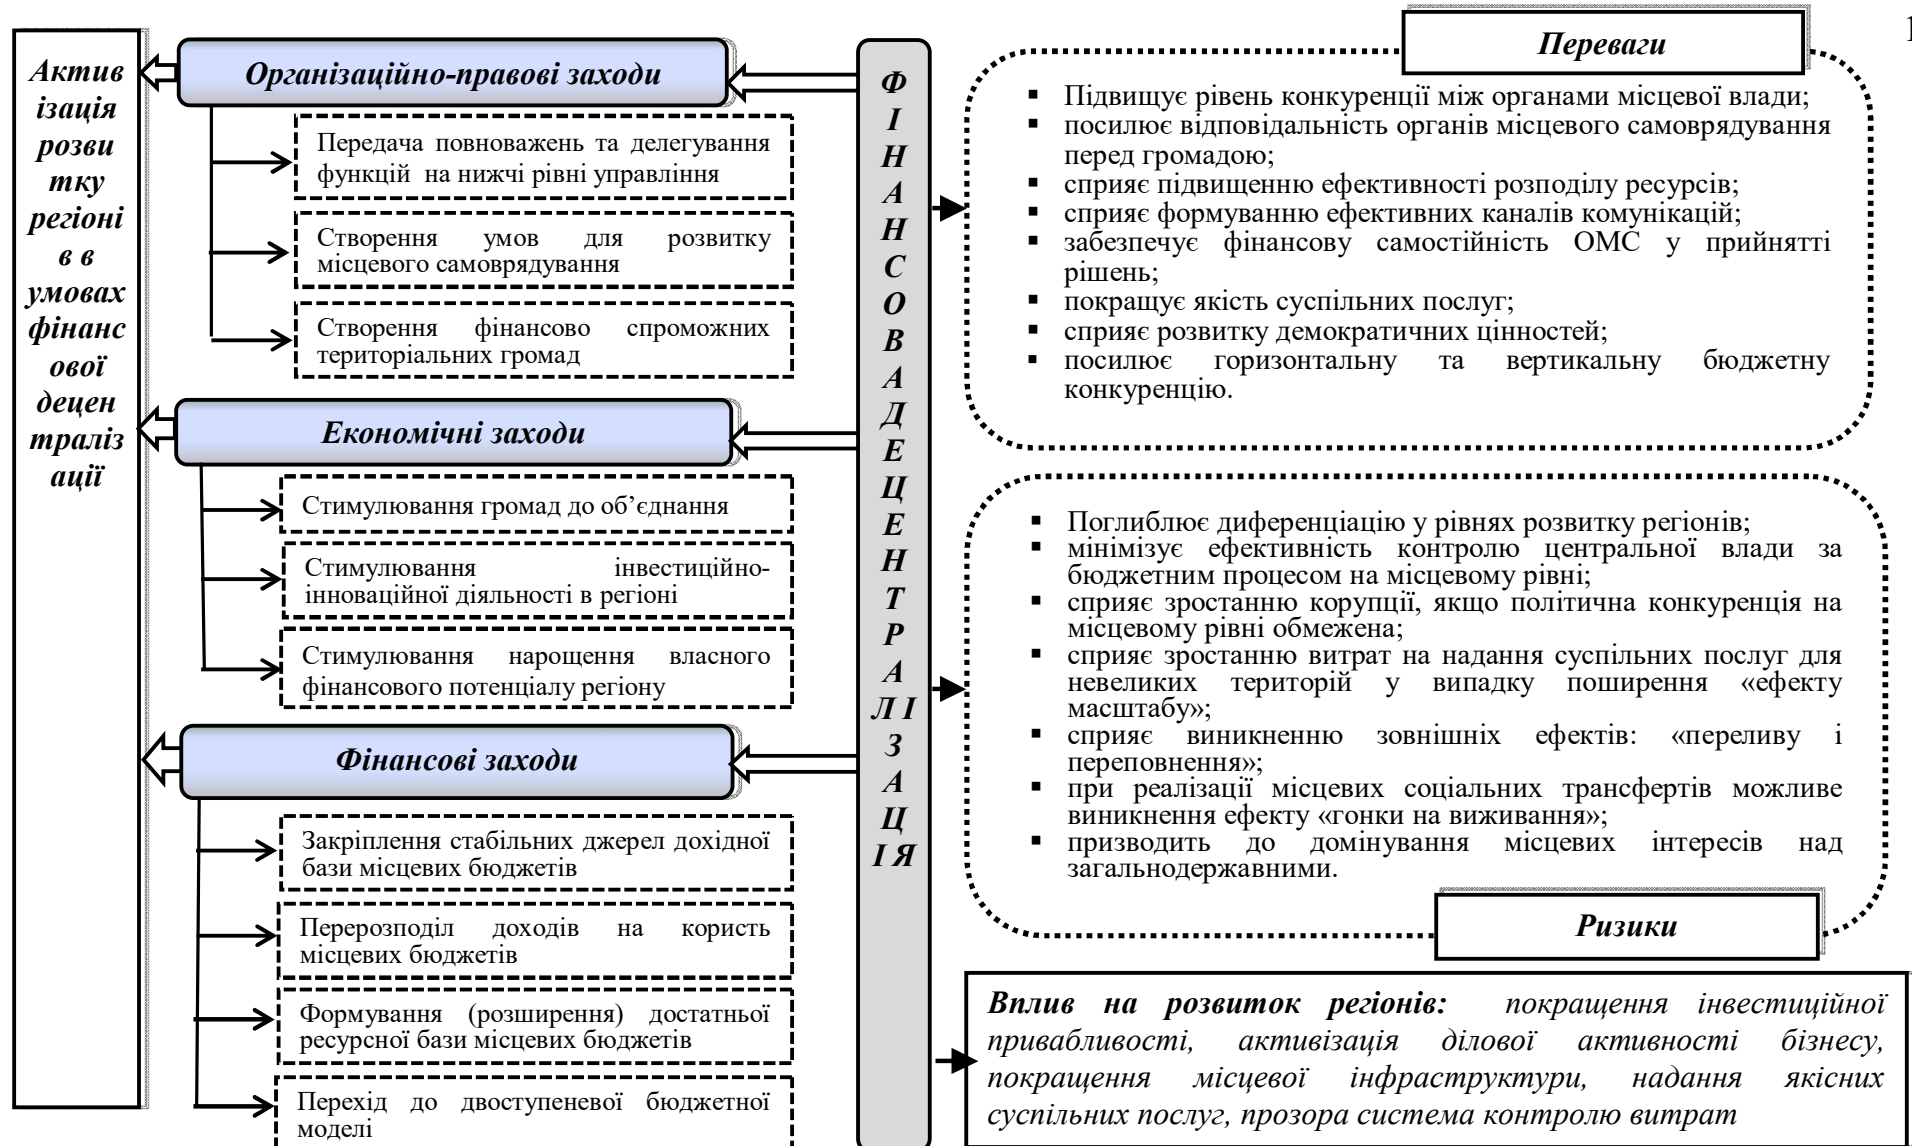 1
Актив
ізація
розви
тку
регіоні
в в
умовах
фінанс
ової
децен
траліз
ації
Організаційно-правові заходи
Передача повноважень та делегування
функцій на нижчі рівні управління
Створення умов для розвитку
місцевого самоврядування
Створення фінансово спроможних
територіальних громад
Економічні заходи
Стимулювання громад до об’єднання
Стимулювання інвестиційно-
інноваційної діяльності в регіоні
Стимулювання нарощення власного
фінансового потенціалу регіону
Фінансові заходи
Закріплення стабільних джерел дохідної
бази місцевих бюджетів
Перерозподіл доходів на користь
місцевих бюджетів
Формування (розширення) достатньої
ресурсної бази місцевих бюджетів
Перехід до двоступеневої бюджетної
моделі
Ф
І
Н
А
Н
С
О
В
А
Д
Е
Ц
Е
Н
Т
Р
А
Л І
З
А
Ц
І Я
Переваги
▪ Підвищує рівень конкуренції між органами місцевої влади;
▪ посилює відповідальність органів місцевого самоврядування
перед громадою;
▪ сприяє підвищенню ефективності розподілу ресурсів;
▪ сприяє формуванню ефективних каналів комунікацій;
▪ забезпечує фінансову самостійність ОМС у прийнятті
рішень;
▪ покращує якість суспільних послуг;
▪ сприяє розвитку демократичних цінностей;
▪ посилює горизонтальну та вертикальну бюджетну
конкуренцію.
▪ Поглиблює диференціацію у рівнях розвитку регіонів;
▪ мінімізує ефективність контролю центральної влади за
бюджетним процесом на місцевому рівні;
▪ сприяє зростанню корупції, якщо політична конкуренція на
місцевому рівні обмежена;
▪ сприяє зростанню витрат на надання суспільних послуг для
невеликих територій у випадку поширення «ефекту
масштабу»;
▪ сприяє виникненню зовнішніх ефектів: «переливу і
переповнення»;
▪ при реалізації місцевих соціальних трансфертів можливе
виникнення ефекту «гонки на виживання»;
▪ призводить до домінування місцевих інтересів над
загальнодержавними.
Ризики
Вплив на розвиток регіонів: покращення інвестиційної
привабливості, активізація ділової активності бізнесу,
покращення місцевої інфраструктури, надання якісних
суспільних послуг, прозора система контролю витрат